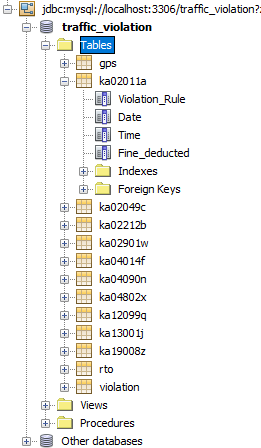 jdbc:mysql://localhost:3306/traffic_violation?:
traffic_violation
Tables
gps
ka02011a
Violation_Rule
Date
Time
Fine_deducted
Indexes
Foreign Keys
ka02049c
ka02212b
ka02901w
ka04014f
ka04090n
ka04802x
ka12099q
ka13001j
ka19008z
rto
violation
Views
Procedures
Other databases